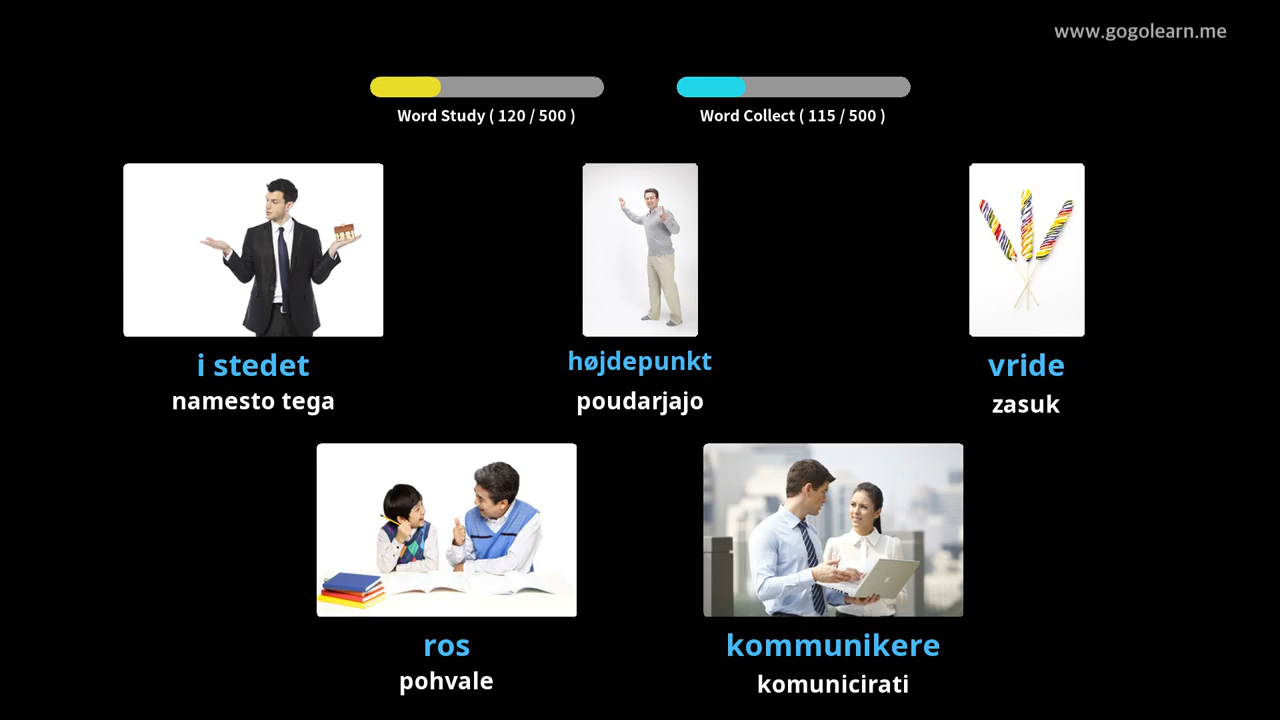 www.gogolearn.me
Word Study ( 120 / 500 )
Word Collect ( 115 / 500 )
i stedet
namesto tega
højdepunkt
poudarjajo
vride
zasuk
ros
pohvale
kommunikere
komunicirati